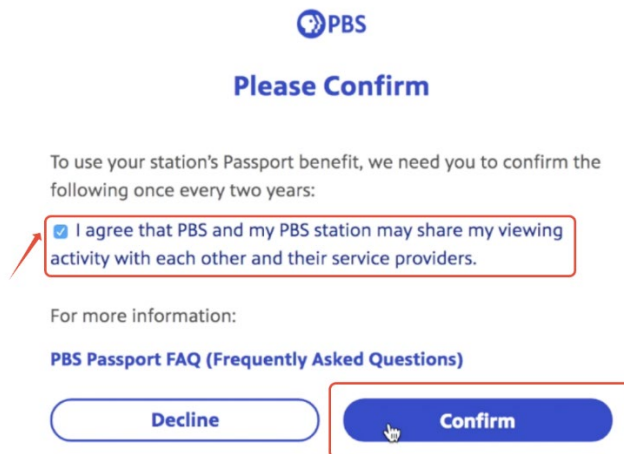 PBS
Please Confirm
To use your station's Passport benefit, we need you to confirm the
following once every two years:
I agree that PBS and my PBS station may share my viewing
activity with each other and their service providers.
For more information:
PBS Passport FAQ (Frequently Asked Questions)
Decline
Confirm